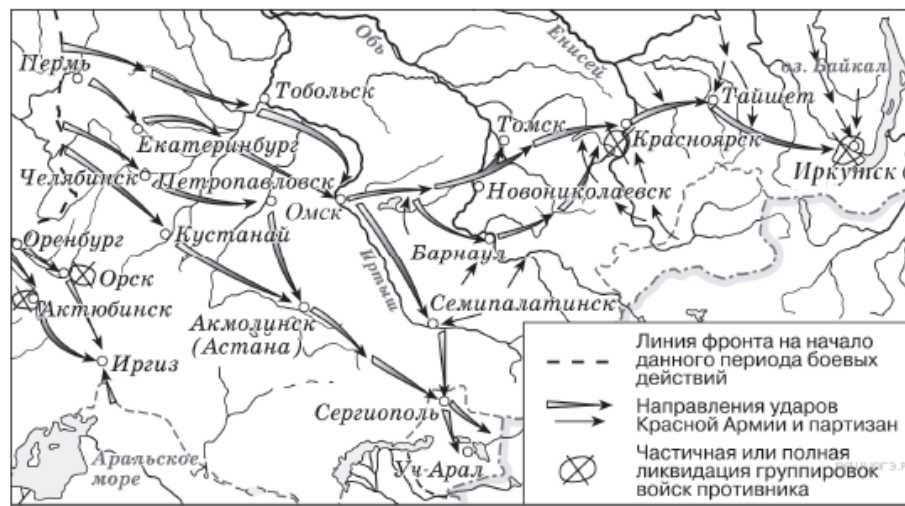 Обь
Енисей
оз. Байкал
Пермь
Тобольск
Тайшет
Томск
Екатеринбург
Красноярск
Челябинск
Петропавловск
Иркутск
Омск
Новониколаевск
Кустанай
Оренбург
Барнаул
Орск
Иртыш
Актюбинск
Семипалатинск
Акмолинск
(Астана)
Иргиз
Сергиополь
Аральское
море
Уч-Арал
Линия фронта на начало
данного периода боевых
действий
Направления ударов
Красной Армии и партизан
Частичная или полная
ликвидация группировок
войск противника